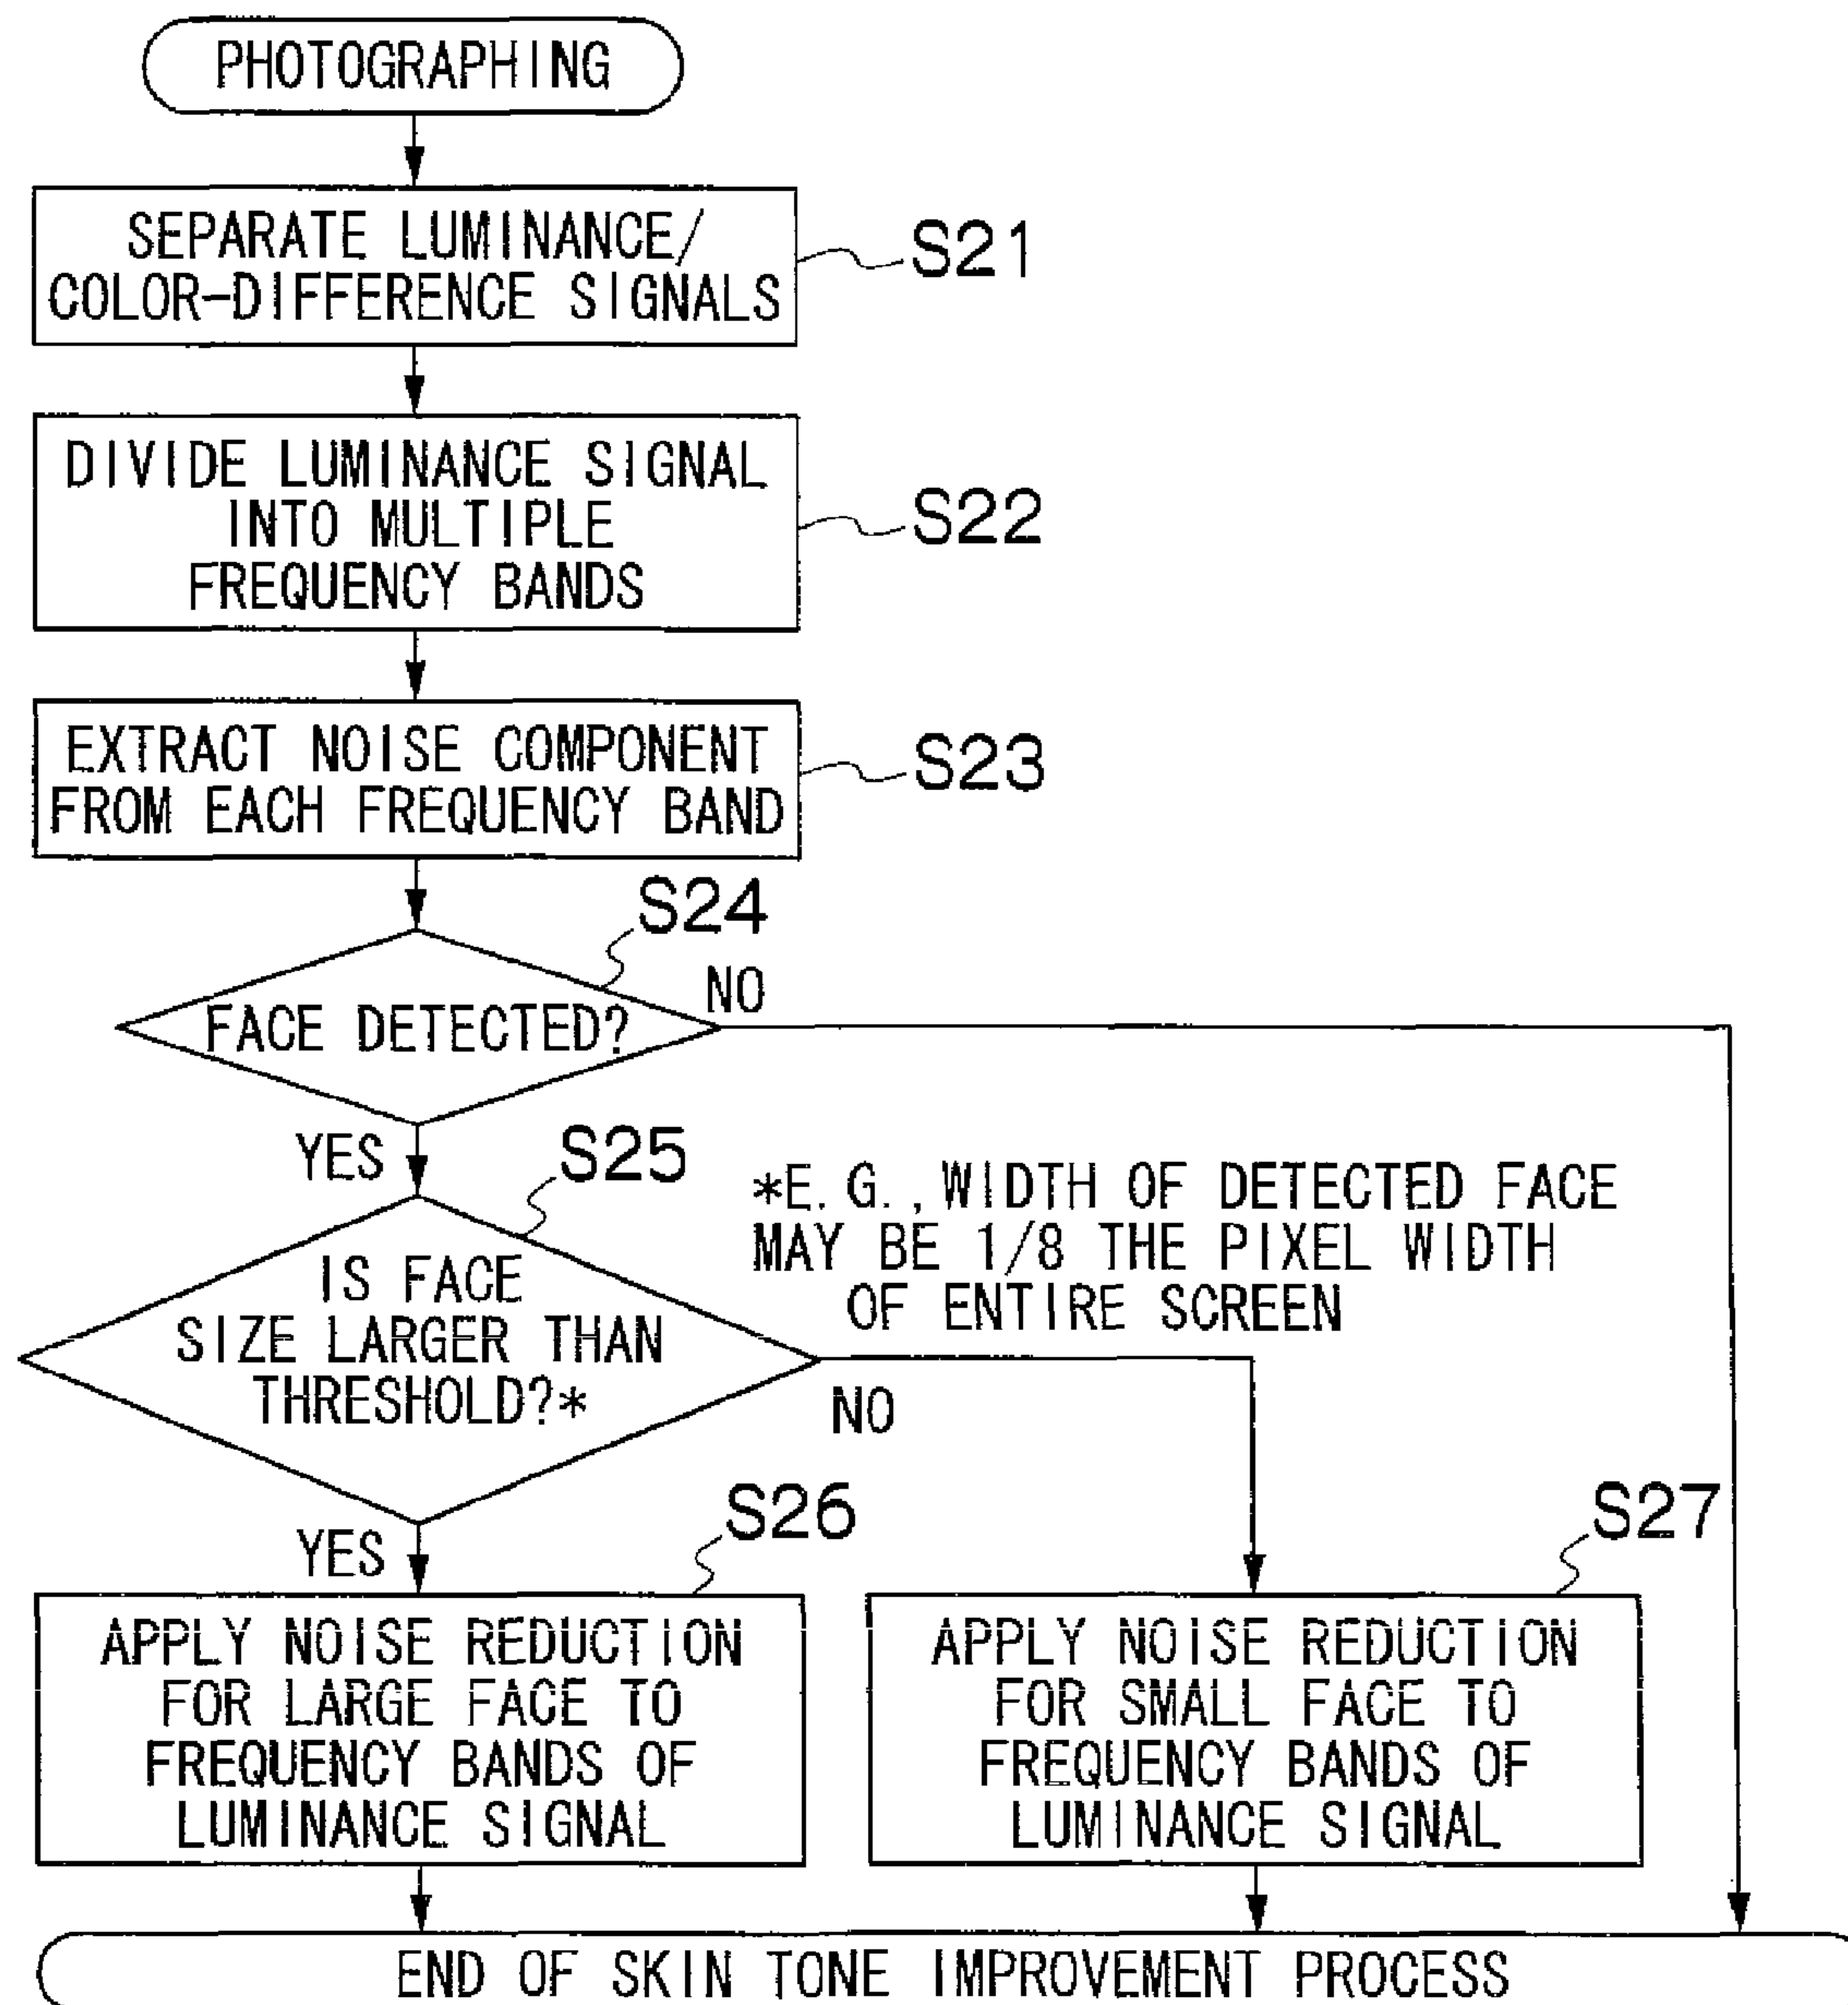 PHOTOGRAPHING
SEPARATE LUMINANCE/
COLOR-DIFFERENCE SIGNALS
S21
DIVIDE LUMINANCE SIGNAL
INTO MULTIPLE
FREQUENCY BANDS
S22
EXTRACT NOISE COMPONENT
FROM EACH FREQUENCY BAND
S23
S24
FACE DETECTED?
NO
YES
S25
IS FACE
SIZE LARGER THAN
THRESHOLD?*
*E.G., WIDTH OF DETECTED FACE
MAY BE 1/8 THE PIXEL WIDTH
OF ENTIRE SCREEN
NO
YES
S26
APPLY NOISE REDUCTION
FOR LARGE FACE TO
FREQUENCY BANDS OF
LUMINANCE SIGNAL
S27
APPLY NOISE REDUCTION
FOR SMALL FACE TO
FREQUENCY BANDS OF
LUMINANCE SIGNAL
END OF SKIN TONE IMPROVEMENT PROCESS